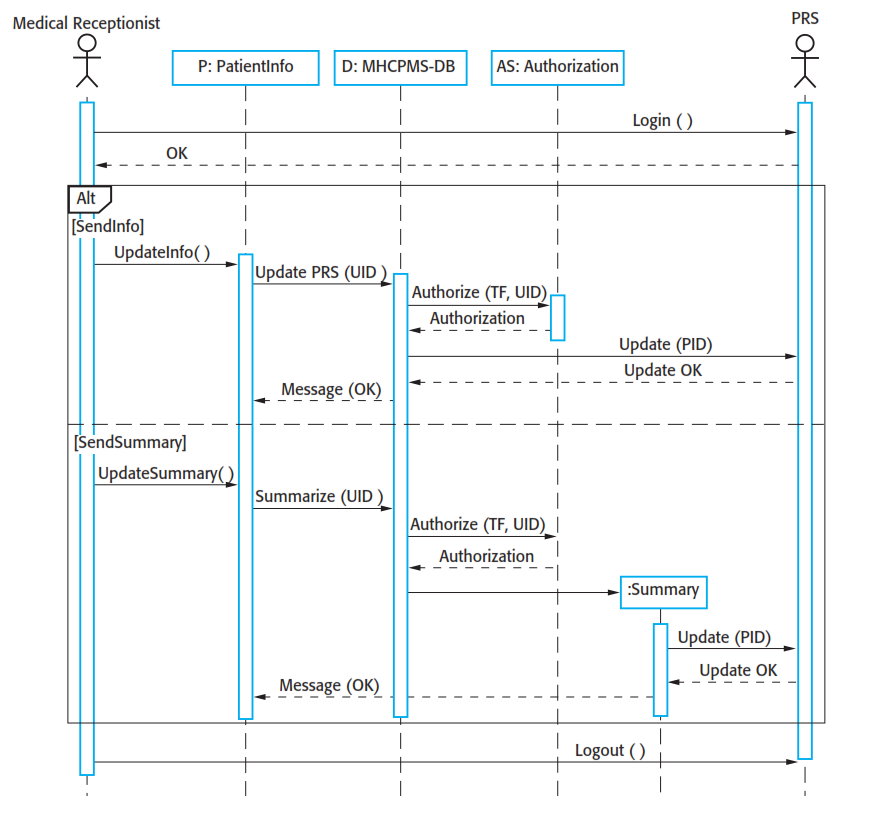 Medical Receptionist
PRS
P: PatientInfo
D: MHCPMS-DB
AS: Authorization
Login ( )
OK
Alt
[SendInfo]
UpdateInfo( )
Update PRS (UID )
Authorize (TF, UID)
Authorization
Update (PID)
Update OK
Message (OK)
[SendSummary]
UpdateSummary( )
Summarize (UID )
Authorize (TF, UID)
Authorization
:Summary
Update (PID)
Update OK
Message (OK)
Logout ( )